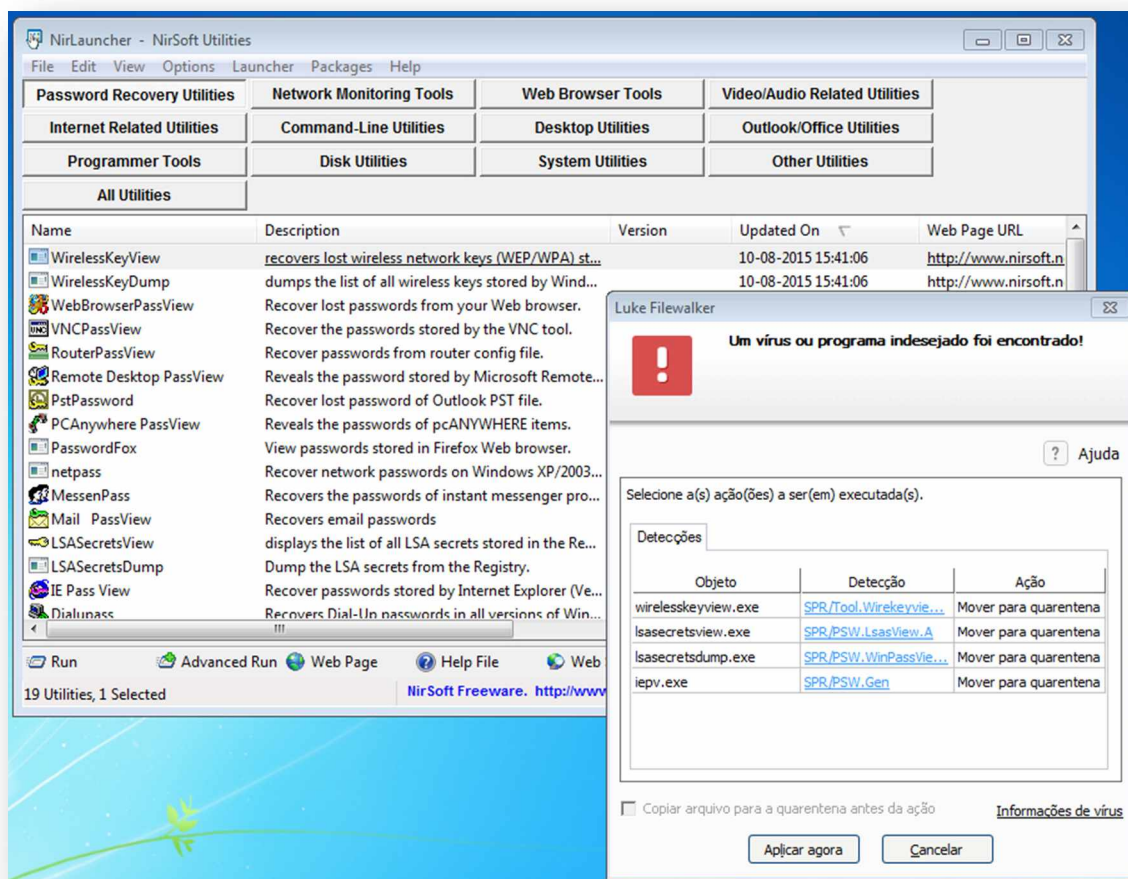 NirLauncher - NirSoft Utilities
File Edit View Options Launcher Packages Help
Password Recovery Utilities Network Monitoring Tools Web Browser Tools Video/Audio Related Utilities
Internet Related Utilities Command-Line Utilities Desktop Utilities Outlook/Office Utilities
Programmer Tools Disk Utilities System Utilities Other Utilities
All Utilities
Name Description Version Updated On Web Page URL
WirelessKeyView recovers lost wireless network keys (WEP/WPA) st... 10-08-2015 15:41:06 http://www.nirsoft.n
WirelessKeyDump dumps the list of all wireless keys stored by Wind... 10-08-2015 15:41:06 http://www.nirsoft.n
WebBrowserPassView Recover lost passwords from your Web browser.
VNCPassView Recover the passwords stored by the VNC tool.
RouterPassView Recover passwords from router config file.
Remote Desktop PassView Reveals the password stored by Microsoft Remote...
PstPassword Recover lost password of Outlook PST file.
PCAnywhere PassView Reveals the passwords of pcANYWHERE items.
PasswordFox View passwords stored in Firefox Web browser.
netpass Recover network passwords on Windows XP/2003...
MessenPass Recovers the passwords of instant messenger pro...
Mail PassView Recovers email passwords
LSASecretsView displays the list of all LSA secrets stored in the Re...
LSASecretsDump Dump the LSA secrets from the Registry.
IE Pass View Recover passwords stored by Internet Explorer (Ve...
Dialupass Recovers Dial-Up passwords in all versions of Win...
Run Advanced Run Web Page Help File Web
19 Utilities, 1 Selected NirSoft Freeware. http://www
Luke Filewalker
Um vírus ou programa indesejado foi encontrado!
? Ajuda
Selecione a(s) ação(ões) a ser(em) executada(s).
Detecções
Objeto Detecção Ação
wirelesskeyview.exe SPR/Tool.Wirekeyvie... Mover para quarentena
lsasecretsview.exe SPR/PSW.LsasView.A Mover para quarentena
lsasecretsdump.exe SPR/PSW.WinPassVie... Mover para quarentena
iepv.exe SPR/PSW.Gen Mover para quarentena
Copiar arquivo para a quarentena antes da ação Informações de vírus
Aplicar agora Cancelar